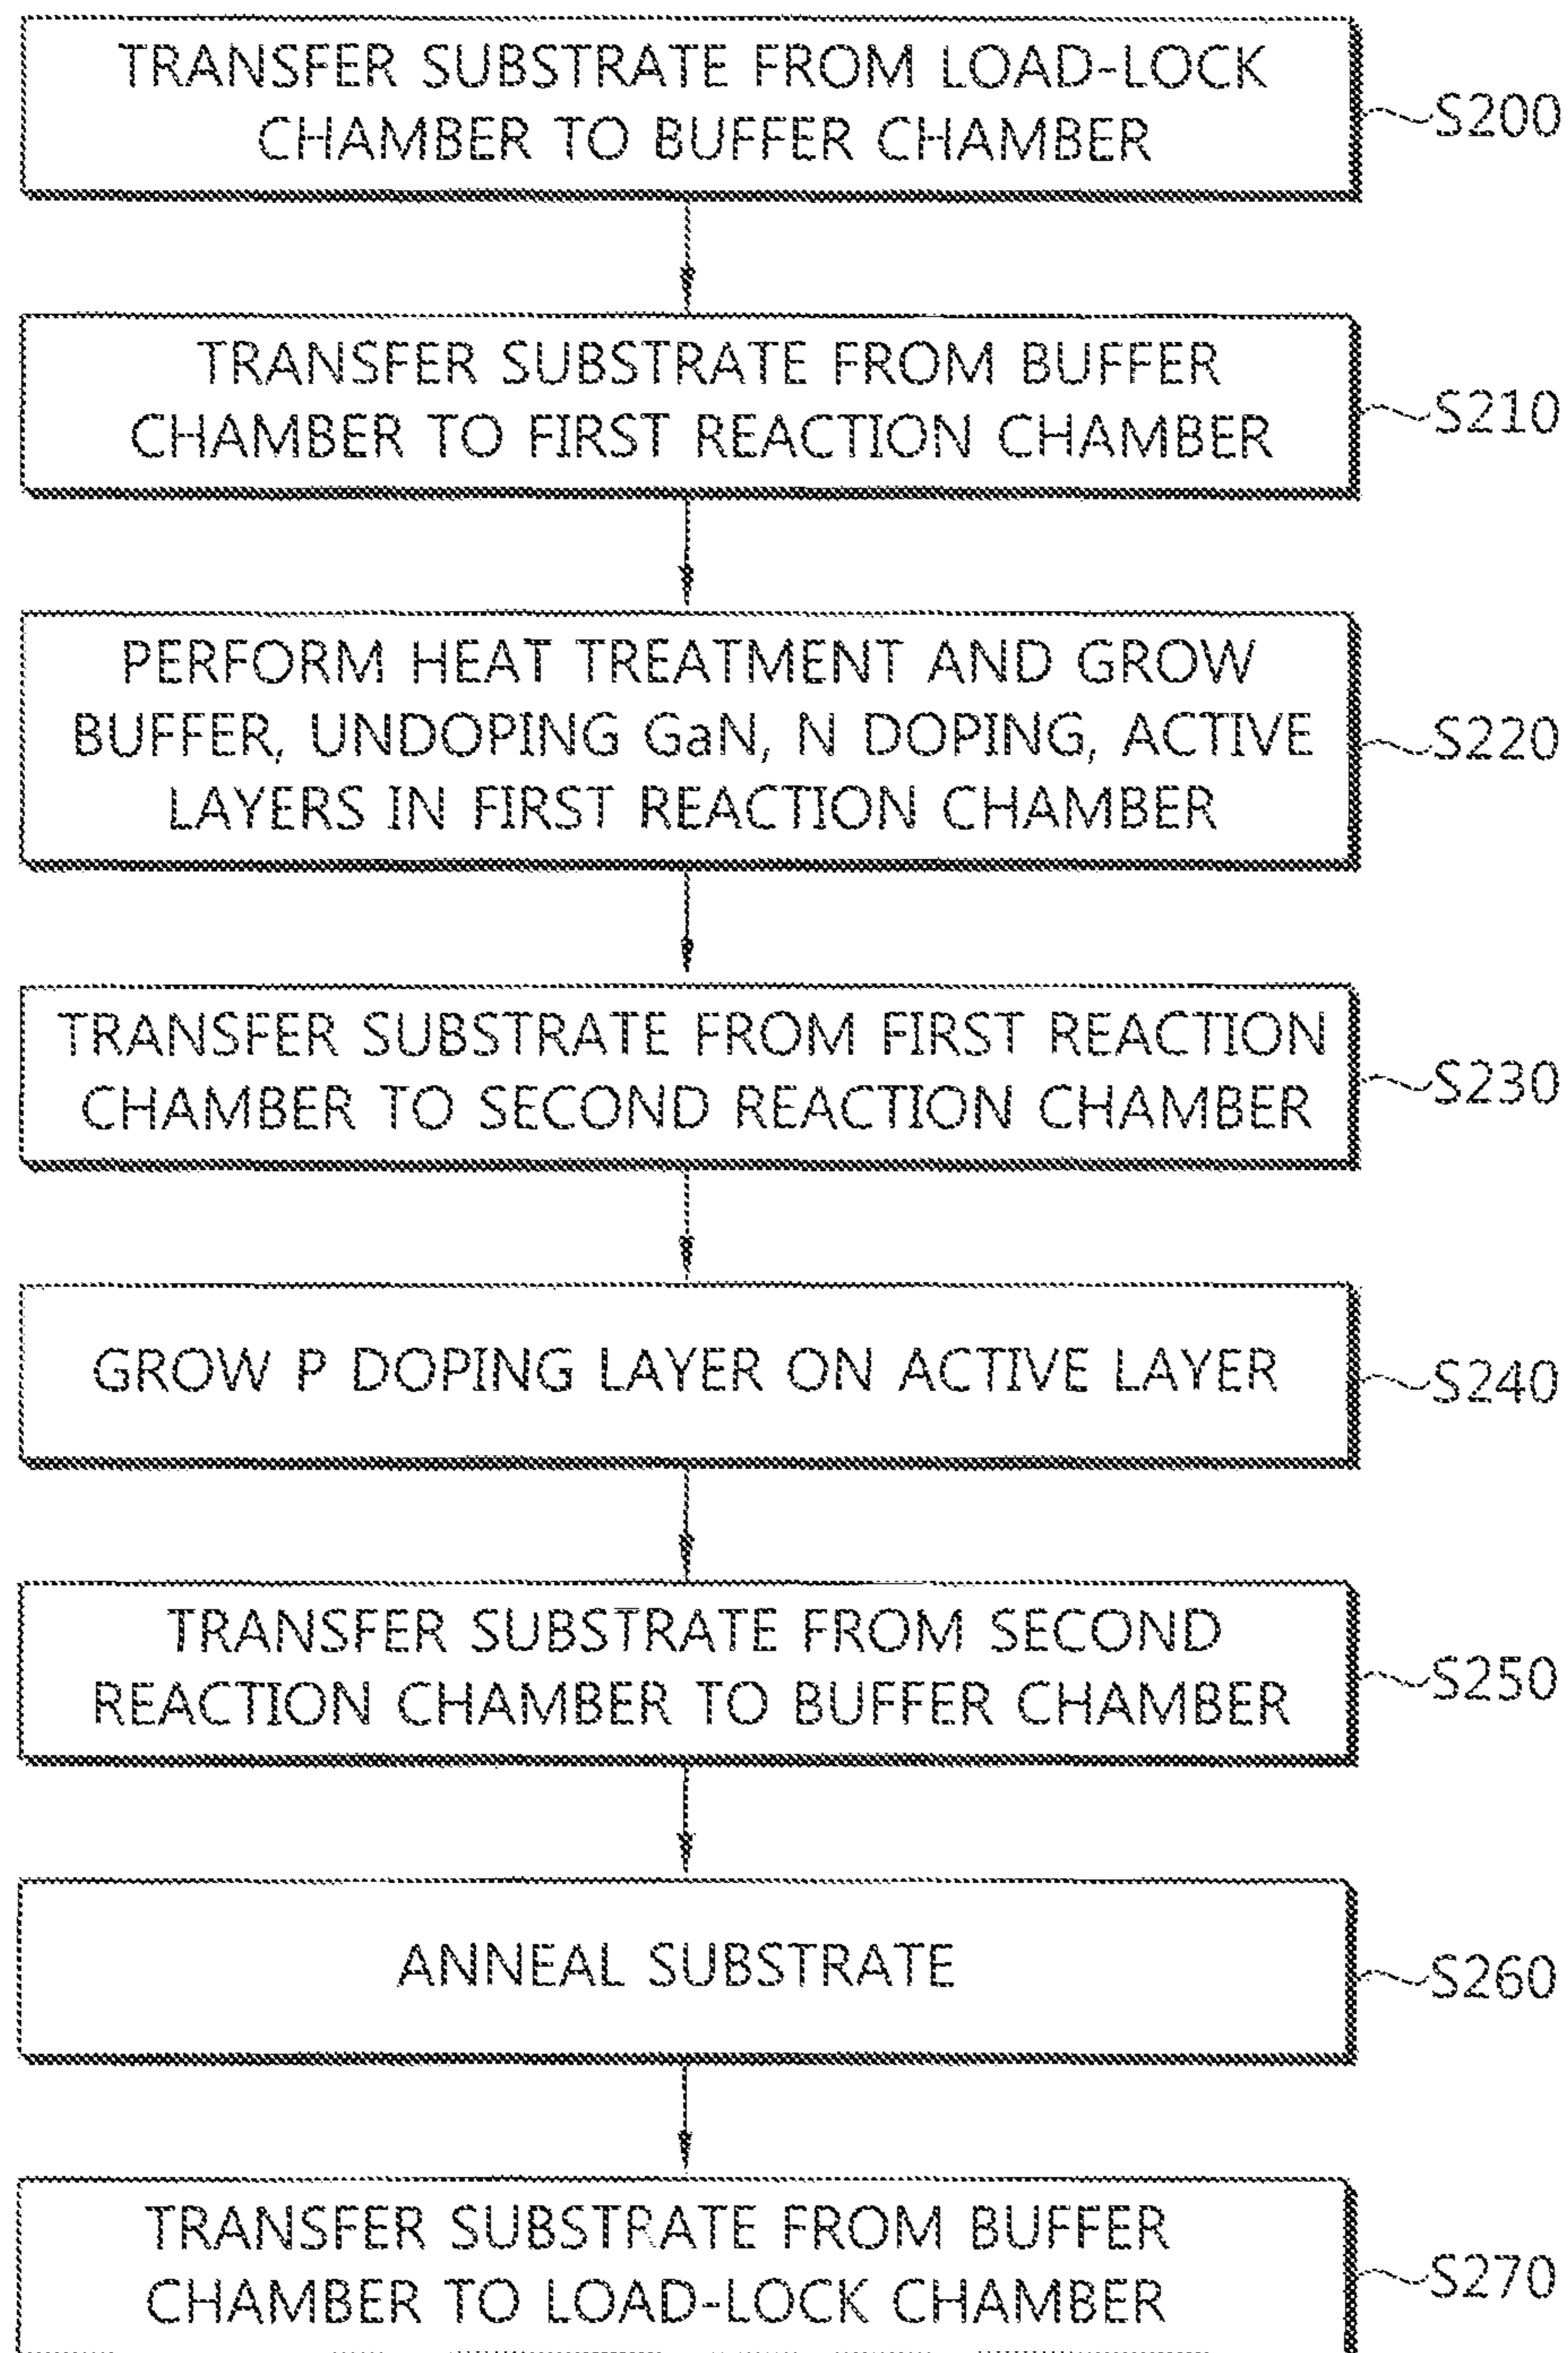 TRANSFER SUBSTRATE FROM LOAD-LOCK
CHAMBER TO BUFFER CHAMBER
S200
TRANSFER SUBSTRATE FROM BUFFER
CHAMBER TO FIRST REACTION CHAMBER
S210
PERFORM HEAT TREATMENT AND GROW
BUFFER, UNDOPING GaN, N DOPING, ACTIVE
LAYERS IN FIRST REACTION CHAMBER
S220
TRANSFER SUBSTRATE FROM FIRST REACTION
CHAMBER TO SECOND REACTION CHAMBER
S230
GROW P DOPING LAYER ON ACTIVE LAYER
S240
TRANSFER SUBSTRATE FROM SECOND
REACTION CHAMBER TO BUFFER CHAMBER
S250
ANNEAL SUBSTRATE
S260
TRANSFER SUBSTRATE FROM BUFFER
CHAMBER TO LOAD-LOCK CHAMBER
S270